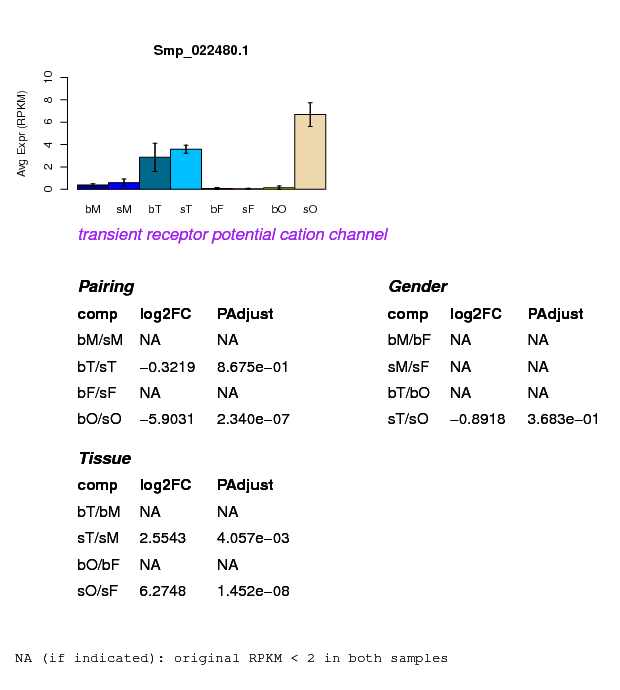 Smp_022480.1
Avg Expr (RPKM)
0 2 4 6 8 10
bM sM bT sT bF sF bO sO
transient receptor potential cation channel
Pairing
comp log2FC PAdjust
bM/sM NA NA
bT/sT −0.3219 8.675e−01
bF/sF NA NA
bO/sO −5.9031 2.340e−07
Gender
comp log2FC PAdjust
bM/bF NA NA
sM/sF NA NA
bT/bO NA NA
sT/sO −0.8918 3.683e−01
Tissue
comp log2FC PAdjust
bT/bM NA NA
sT/sM 2.5543 4.057e−03
bO/bF NA NA
sO/sF 6.2748 1.452e−08
NA (if indicated): original RPKM < 2 in both samples